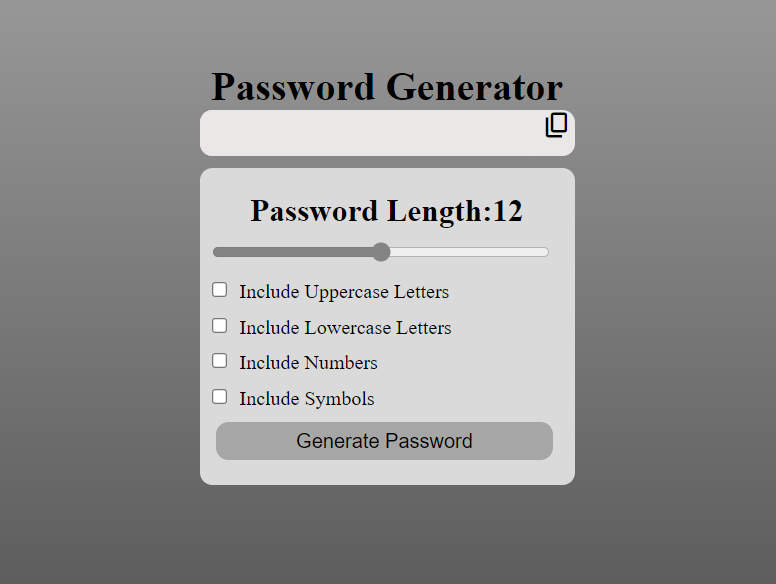 Password Generator
Password Length:12
Include Uppercase Letters
Include Lowercase Letters
Include Numbers
Include Symbols
Generate Password